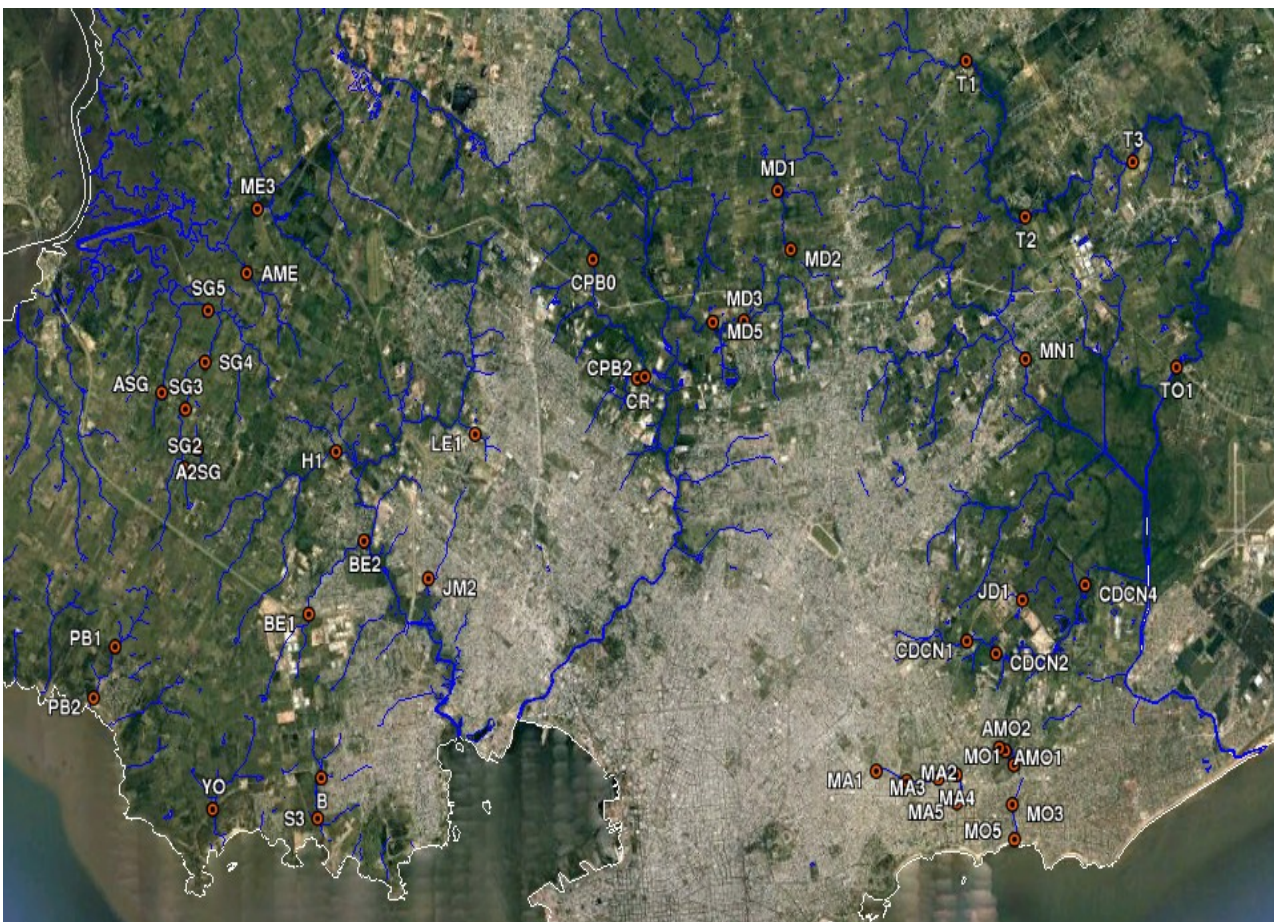 T1
T3
MD1
ME3
T2
MD2
AME
CPB0
SG5
MD3
MD5
MN1
SG4
TO1
CPB2
ASG
SG3
CR
LE1
SG2
H1
A2SG
BE2
JM2
CDCN4
JD1
BE1
PB1
CDCN1
CDCN2
PB2
AMO2
MO1
AMO1
MA1
MA2
MA3
YO
B
MA4
MA5
S3
MO3
MO5